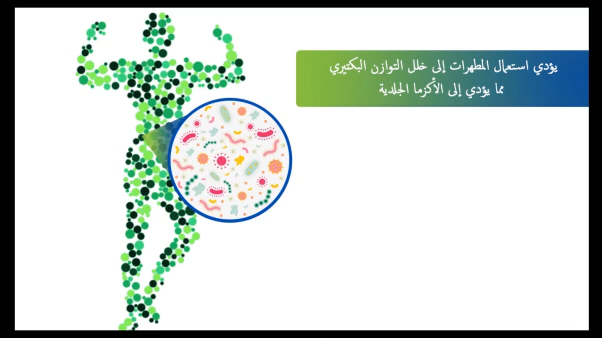 يؤدي استعمال المطهرات إلى خلل التوازن البكتيري
مما يؤدي إلى الأكزما الجلدية